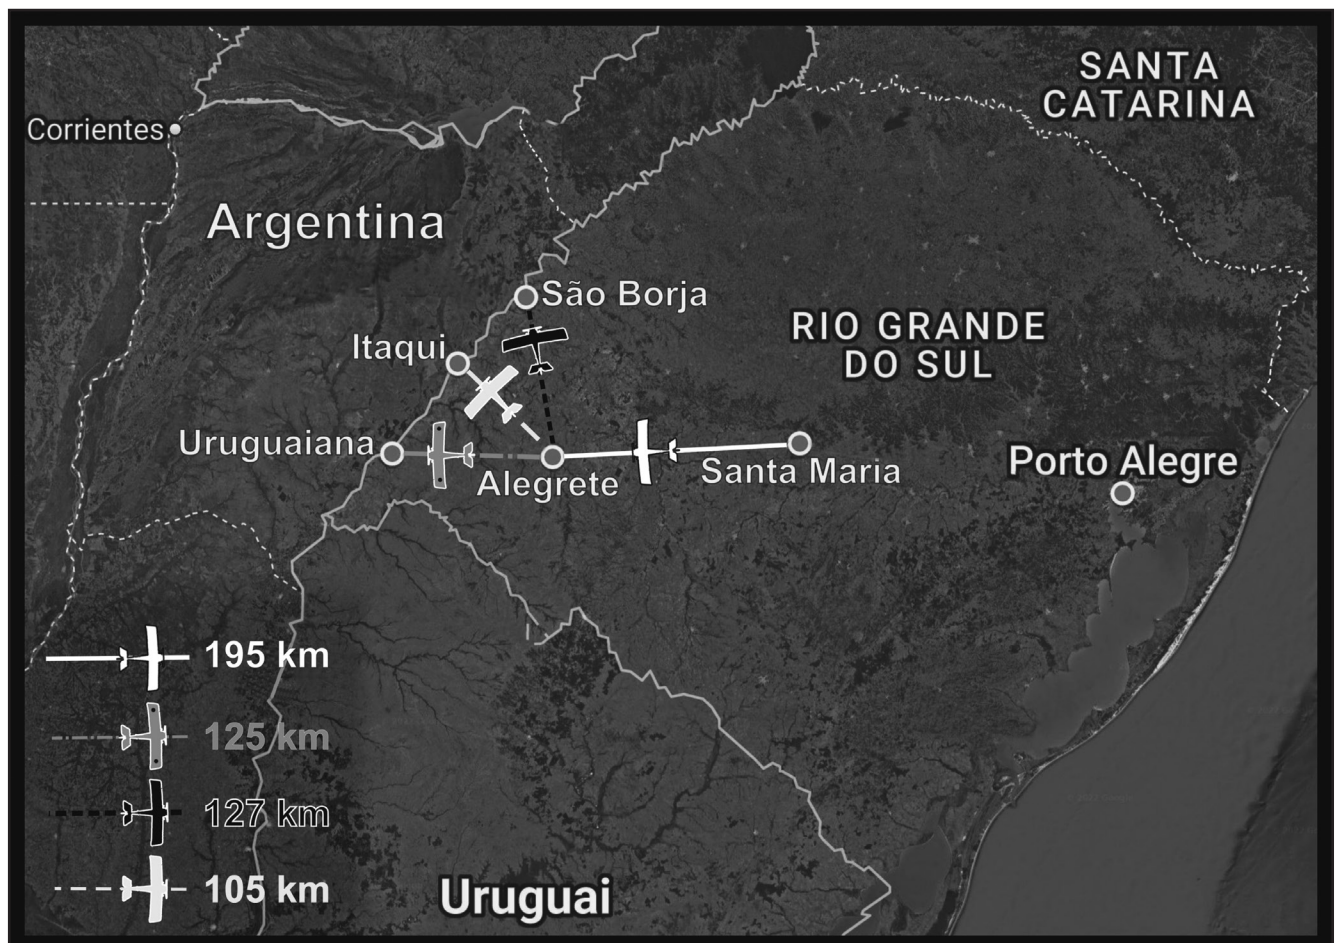 SANTA
CATARINA
Corrientes
Argentina
São Borja
RIO GRANDE
DO SUL
Itaqui
Uruguaiana
Alegrete
Santa Maria
Porto Alegre
195 km
125 km
127 km
105 km
Uruguai